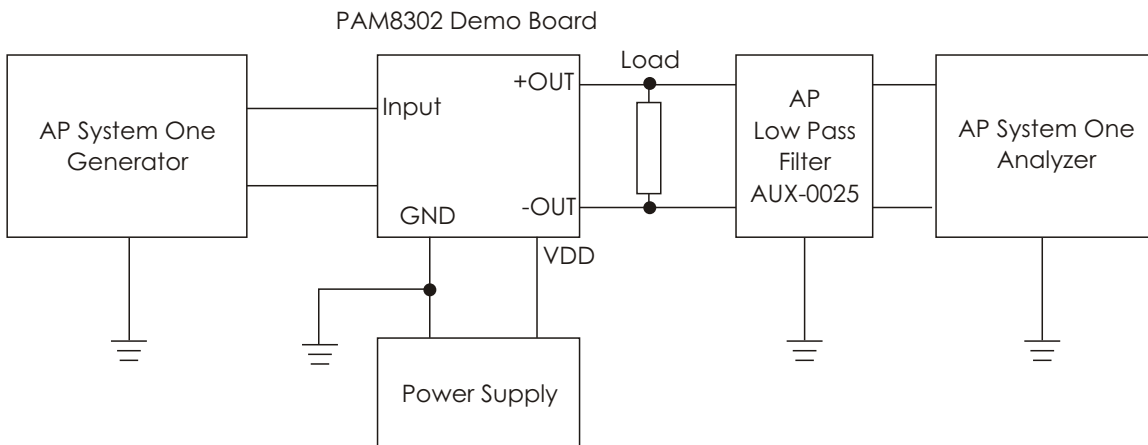 PAM8302 Demo Board
AP System One
Generator
Input
GND
+OUT
-OUT
VDD
Load
AP
Low Pass
Filter
AUX-0025
AP System One
Analyzer
Power Supply